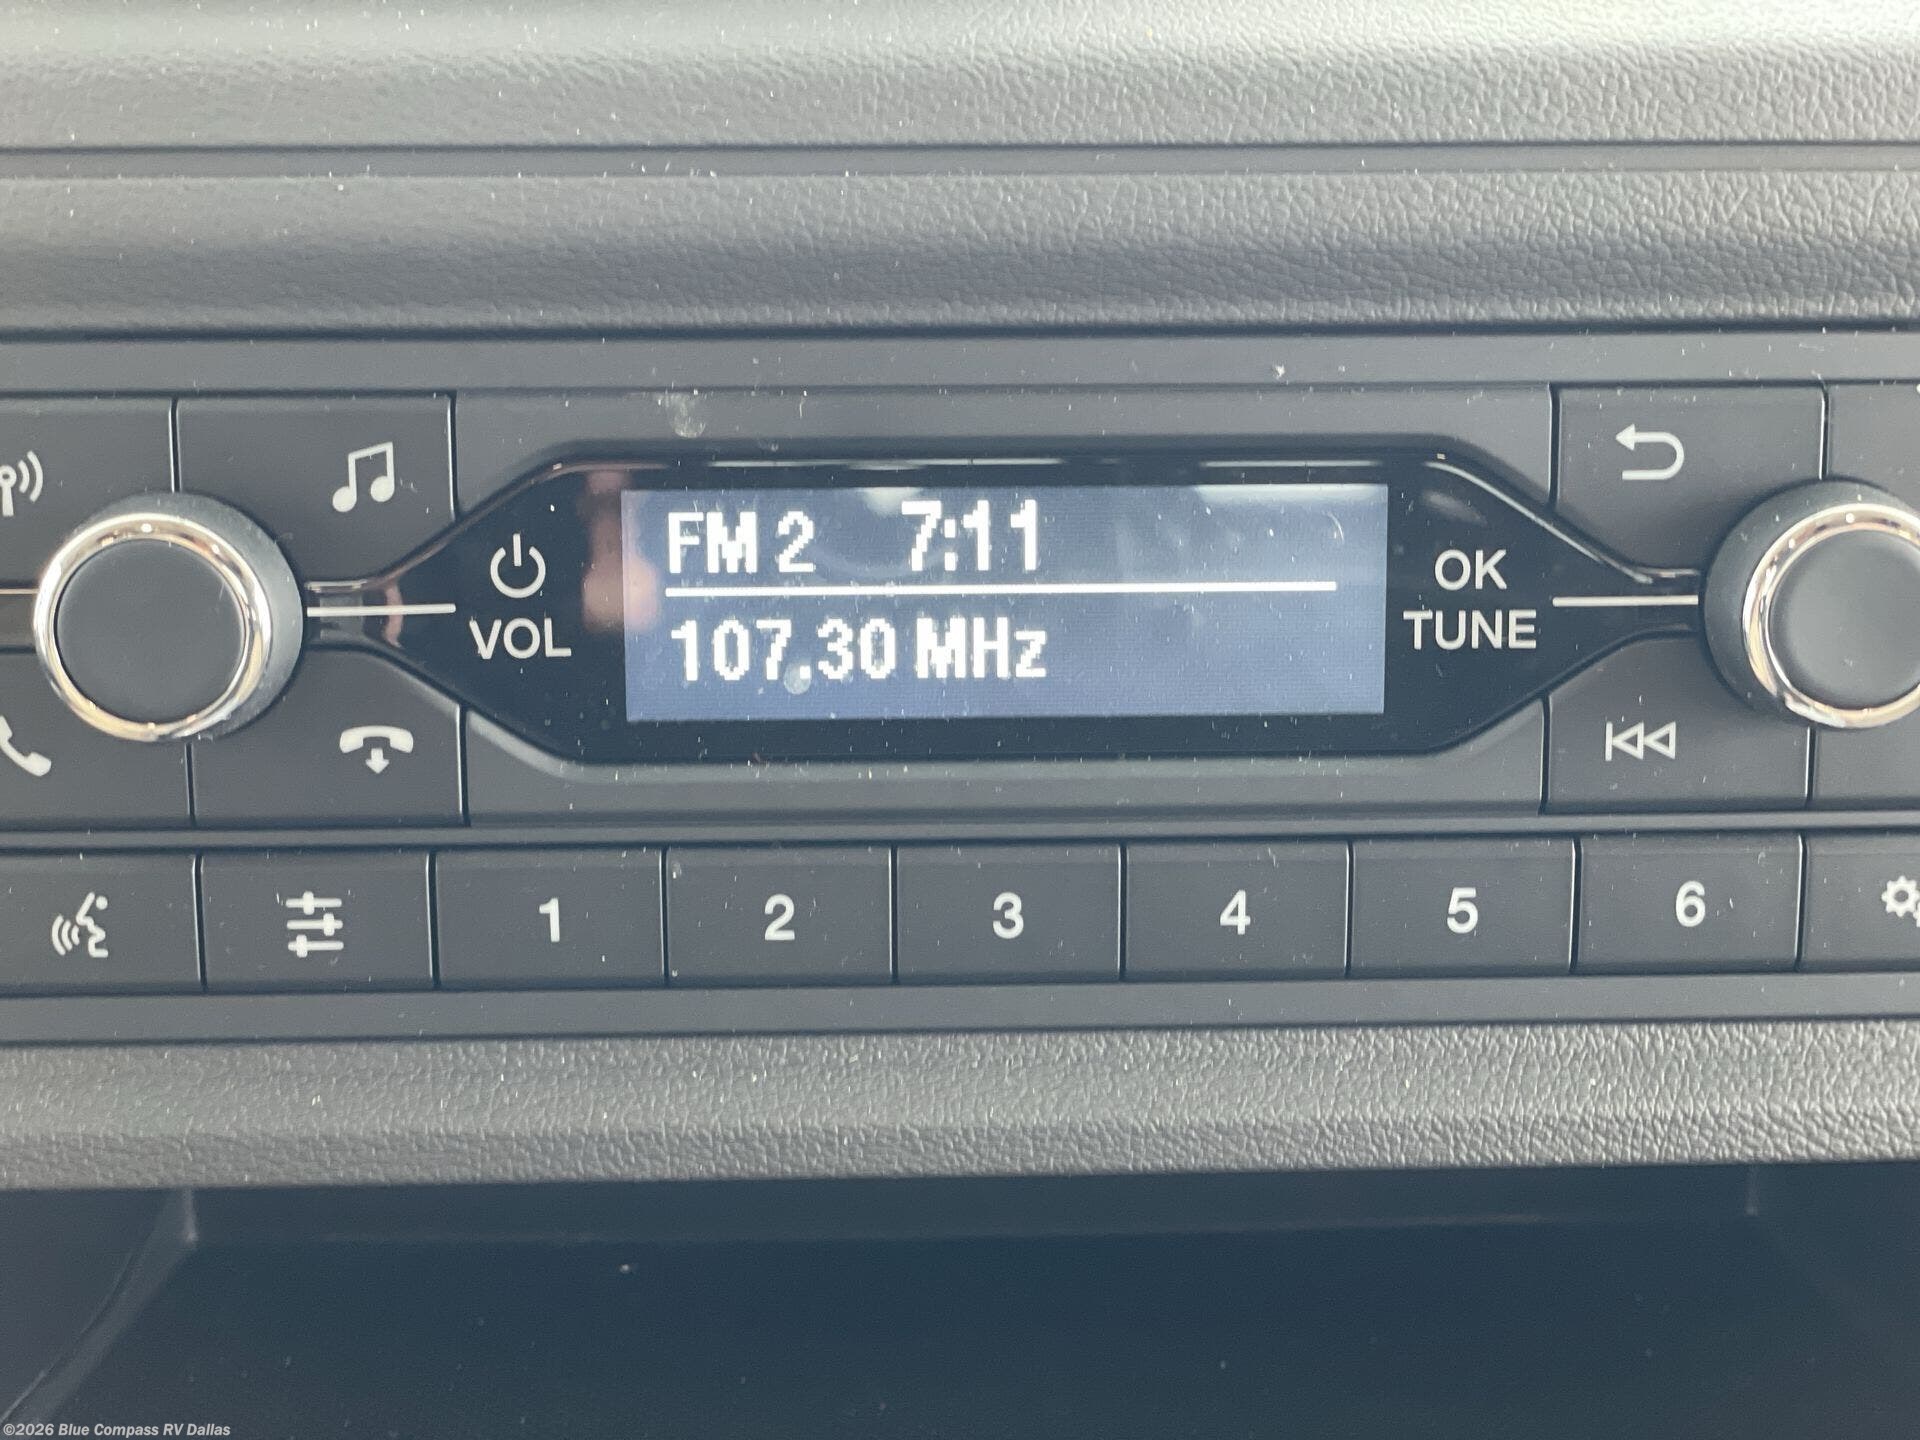 FM 2 7:11
107.30 MHz
VOL
OK
TUNE
1 2 3 4 5 6
©2026 Blue Compass RV Dallas